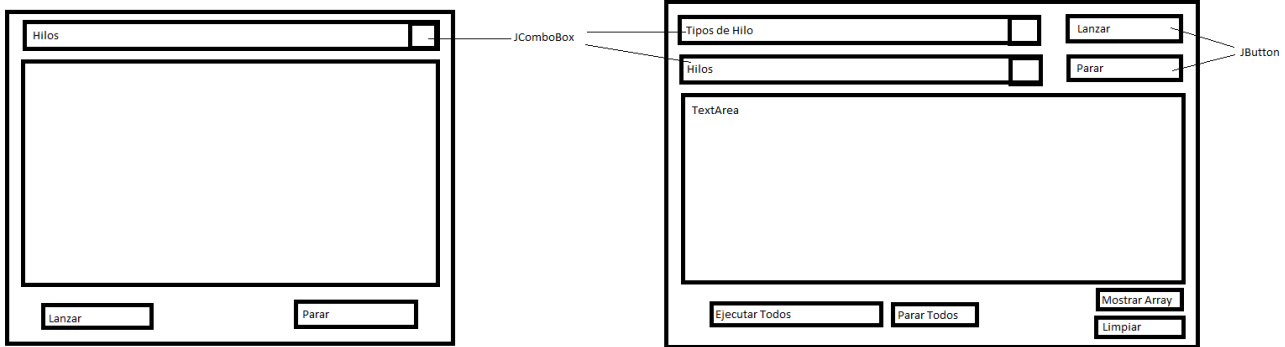 Hilos
Lanzar
Parar
JComboBox
Tipos de Hilo
Lanzar
Hilos
Parar
JButton
TextArea
Ejecutar Todos
Parar Todos
Mostrar Array
Limpiar